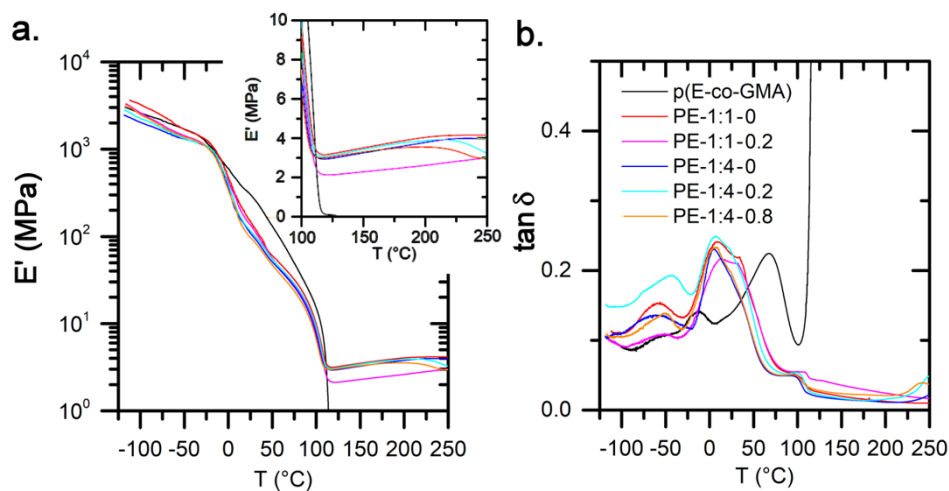 a.
10⁴
10³
10²
10¹
10⁰
E' (MPa)
-100 -50 0 50 100 150 200 250
T (°C)
10
8
6
4
2
0
E' (MPa)
100 150 200 250
T (°C)
b.
0.4
0.2
0.0
tan δ
p(E-co-GMA)
PE-1:1-0
PE-1:1-0.2
PE-1:4-0
PE-1:4-0.2
PE-1:4-0.8
-100 -50 0 50 100 150 200 250
T (°C)